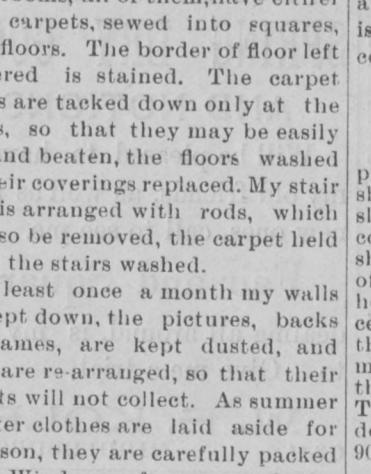 carpets, sewed into squares,
floors. The border of floor left
ered is stained. The carpet
s are tacked down only at the
s, so that they may be easily
and beaten, the floors washed
eir coverings replaced. My stair
is arranged with rods, which
so be removed, the carpet held
the stairs washed.
least once a month my walls
ept down, the pictures, backs
ames, are kept dusted, and
are re-arranged, so that their
ts will not collect. As summer
ter clothes are laid aside for
son, they are carefully packed